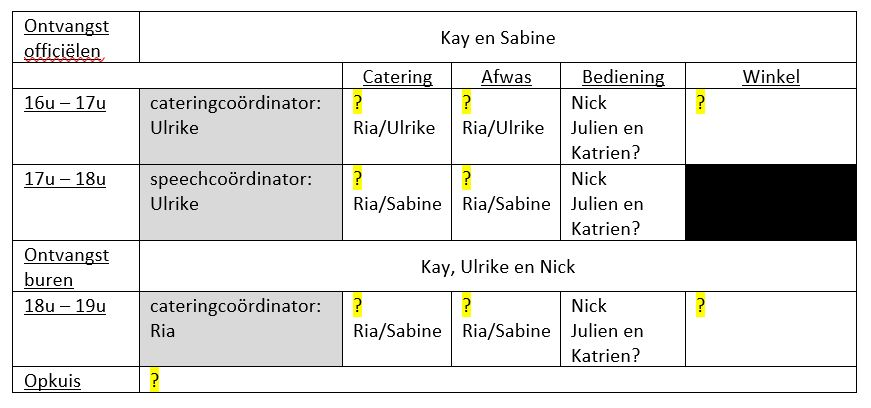 Ontvangst
officiëlen
Kay en Sabine
Catering Afwas Bediening Winkel
16u – 17u
cateringcoördinator:
Ulrike
?
Ria/Ulrike
?
Ria/Ulrike
Nick
Julien en
Katrien?
?
17u – 18u
speechcoördinator:
Ulrike
?
Ria/Sabine
?
Ria/Sabine
Nick
Julien en
Katrien?
Ontvangst
buren
Kay, Ulrike en Nick
18u – 19u
cateringcoördinator:
Ria
?
Ria/Sabine
?
Ria/Sabine
Nick
Julien en
Katrien?
?
Opkuis
?